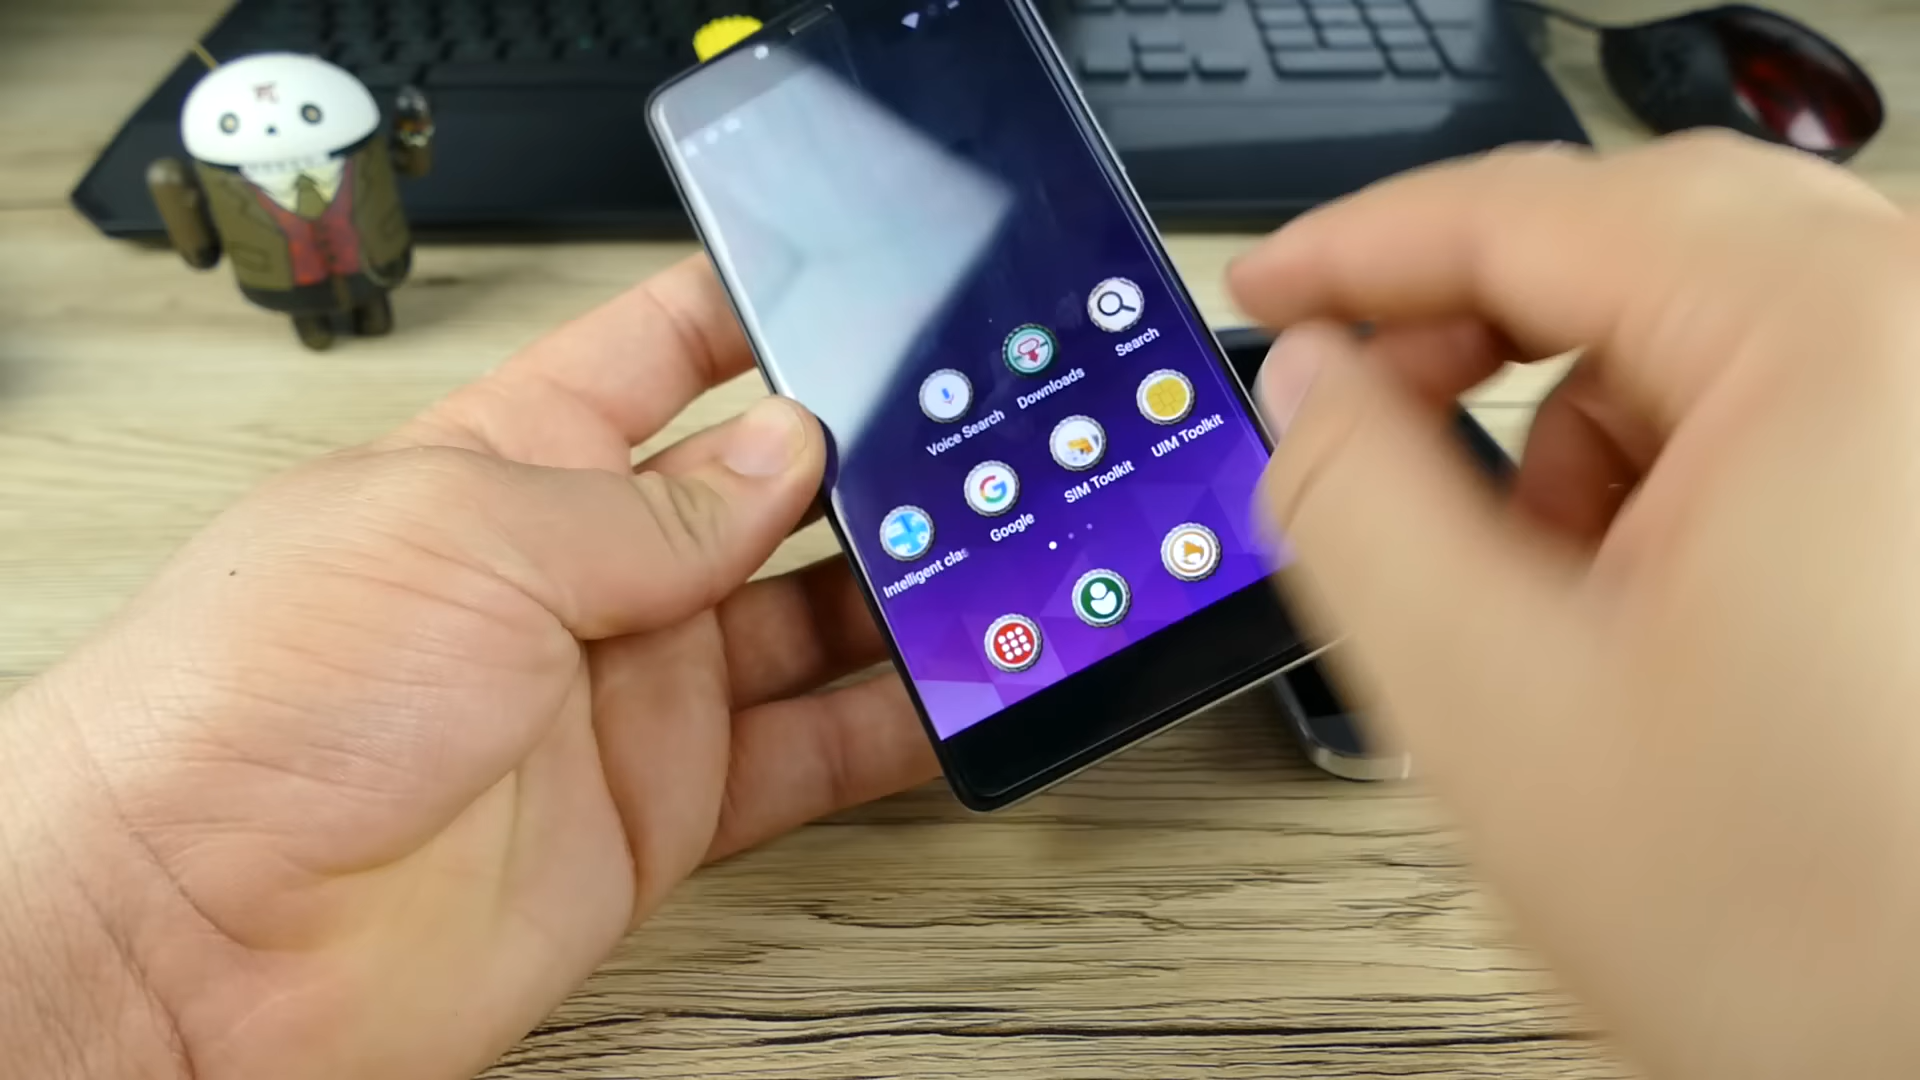 Search
Voice Search
Downloads
UIM Toolkit
Google
SIM Toolkit
Intelligent clas